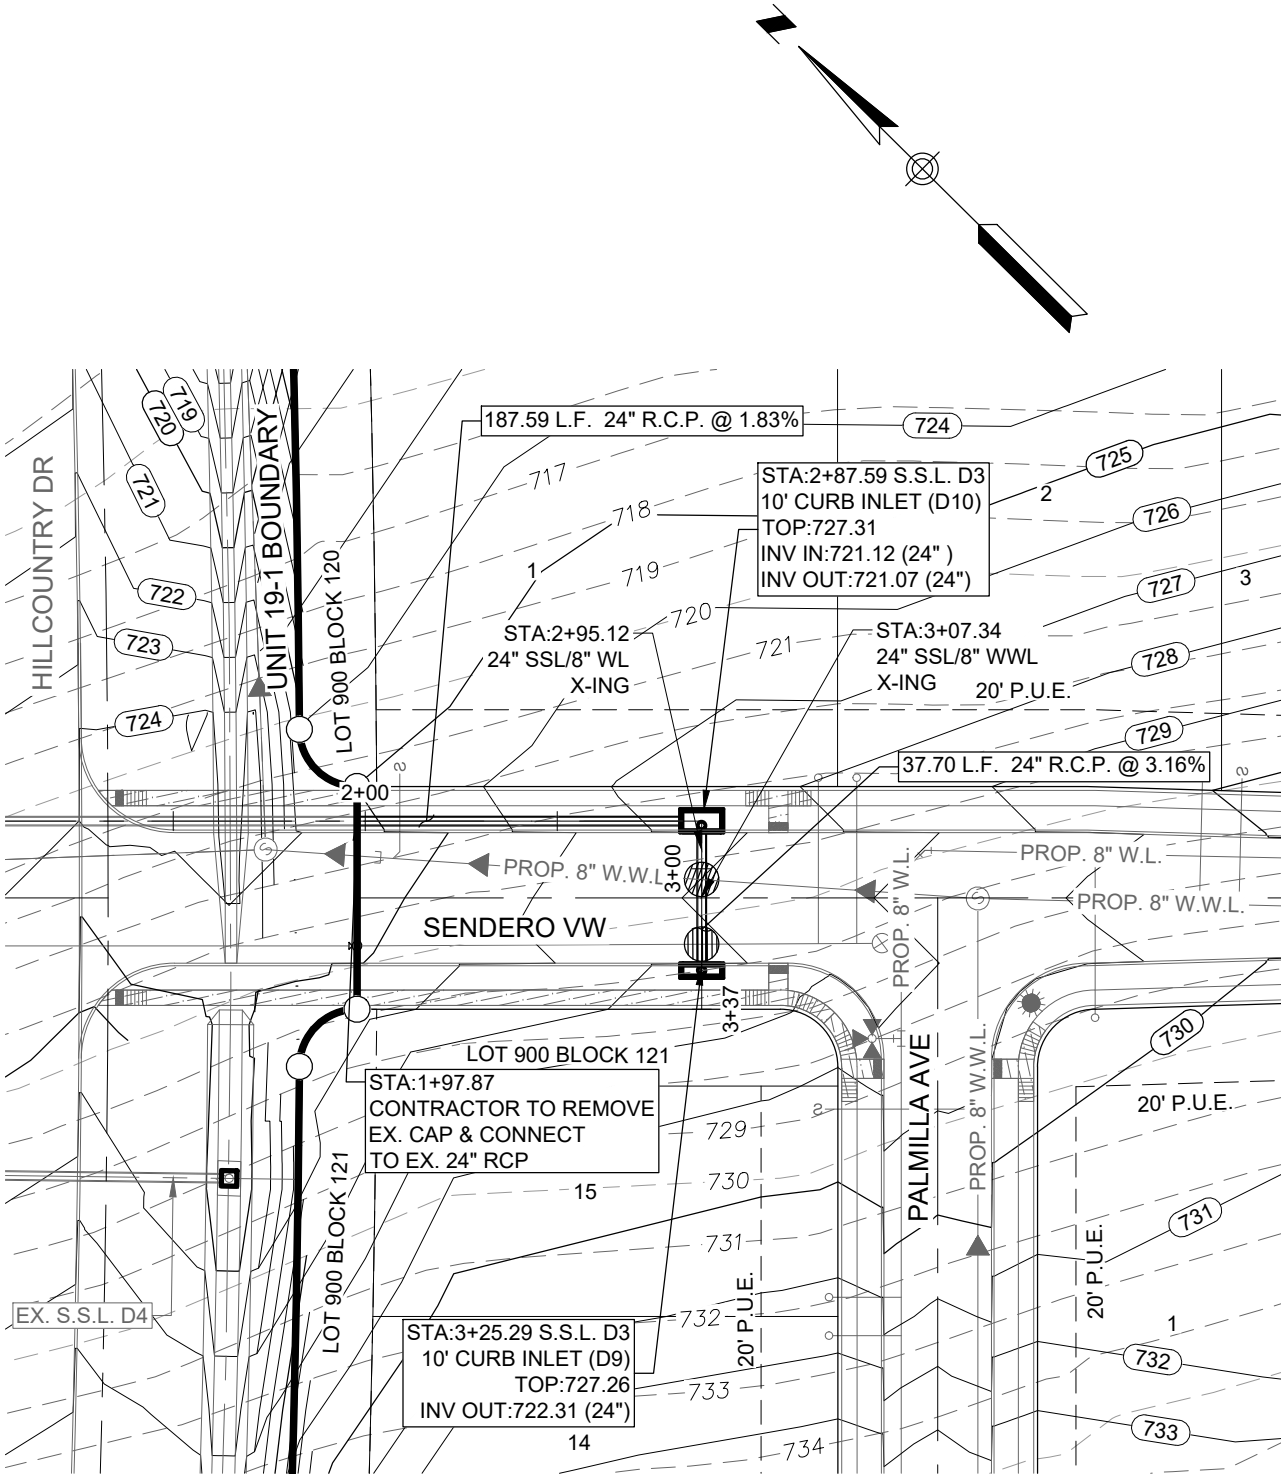 N
187.59 L.F. 24" R.C.P. @ 1.83%
724
719
720
721
722
723
724
HILLCOUNTRY DR
UNIT 19-1 BOUNDARY
LOT 900 BLOCK 120
717
718
719
720
721
1
2
3
725
726
727
728
729
STA:2+87.59 S.S.L. D3
10' CURB INLET (D10)
TOP:727.31
INV IN:721.12 (24" )
INV OUT:721.07 (24")
STA:2+95.12
24" SSL/8" WL
X-ING
STA:3+07.34
24" SSL/8" WWL
X-ING
20' P.U.E.
37.70 L.F. 24" R.C.P. @ 3.16%
2+00
S
S
S
PROP. 8" W.W.L.
3+00
PROP. 8" W.L.
PROP. 8" W.L.
S
PROP. 8" W.W.L.
SENDERO VW
3+37
LOT 900 BLOCK 121
STA:1+97.87
CONTRACTOR TO REMOVE
EX. CAP & CONNECT
TO EX. 24" RCP
PALMILLA AVE
PROP. 8" W.W.L.
730
20' P.U.E.
S
729
730
15
731
732
733
734
731
20' P.U.E.
20' P.U.E.
1
732
733
LOT 900 BLOCK 121
EX. S.S.L. D4
STA:3+25.29 S.S.L. D3
10' CURB INLET (D9)
TOP:727.26
INV OUT:722.31 (24")
14